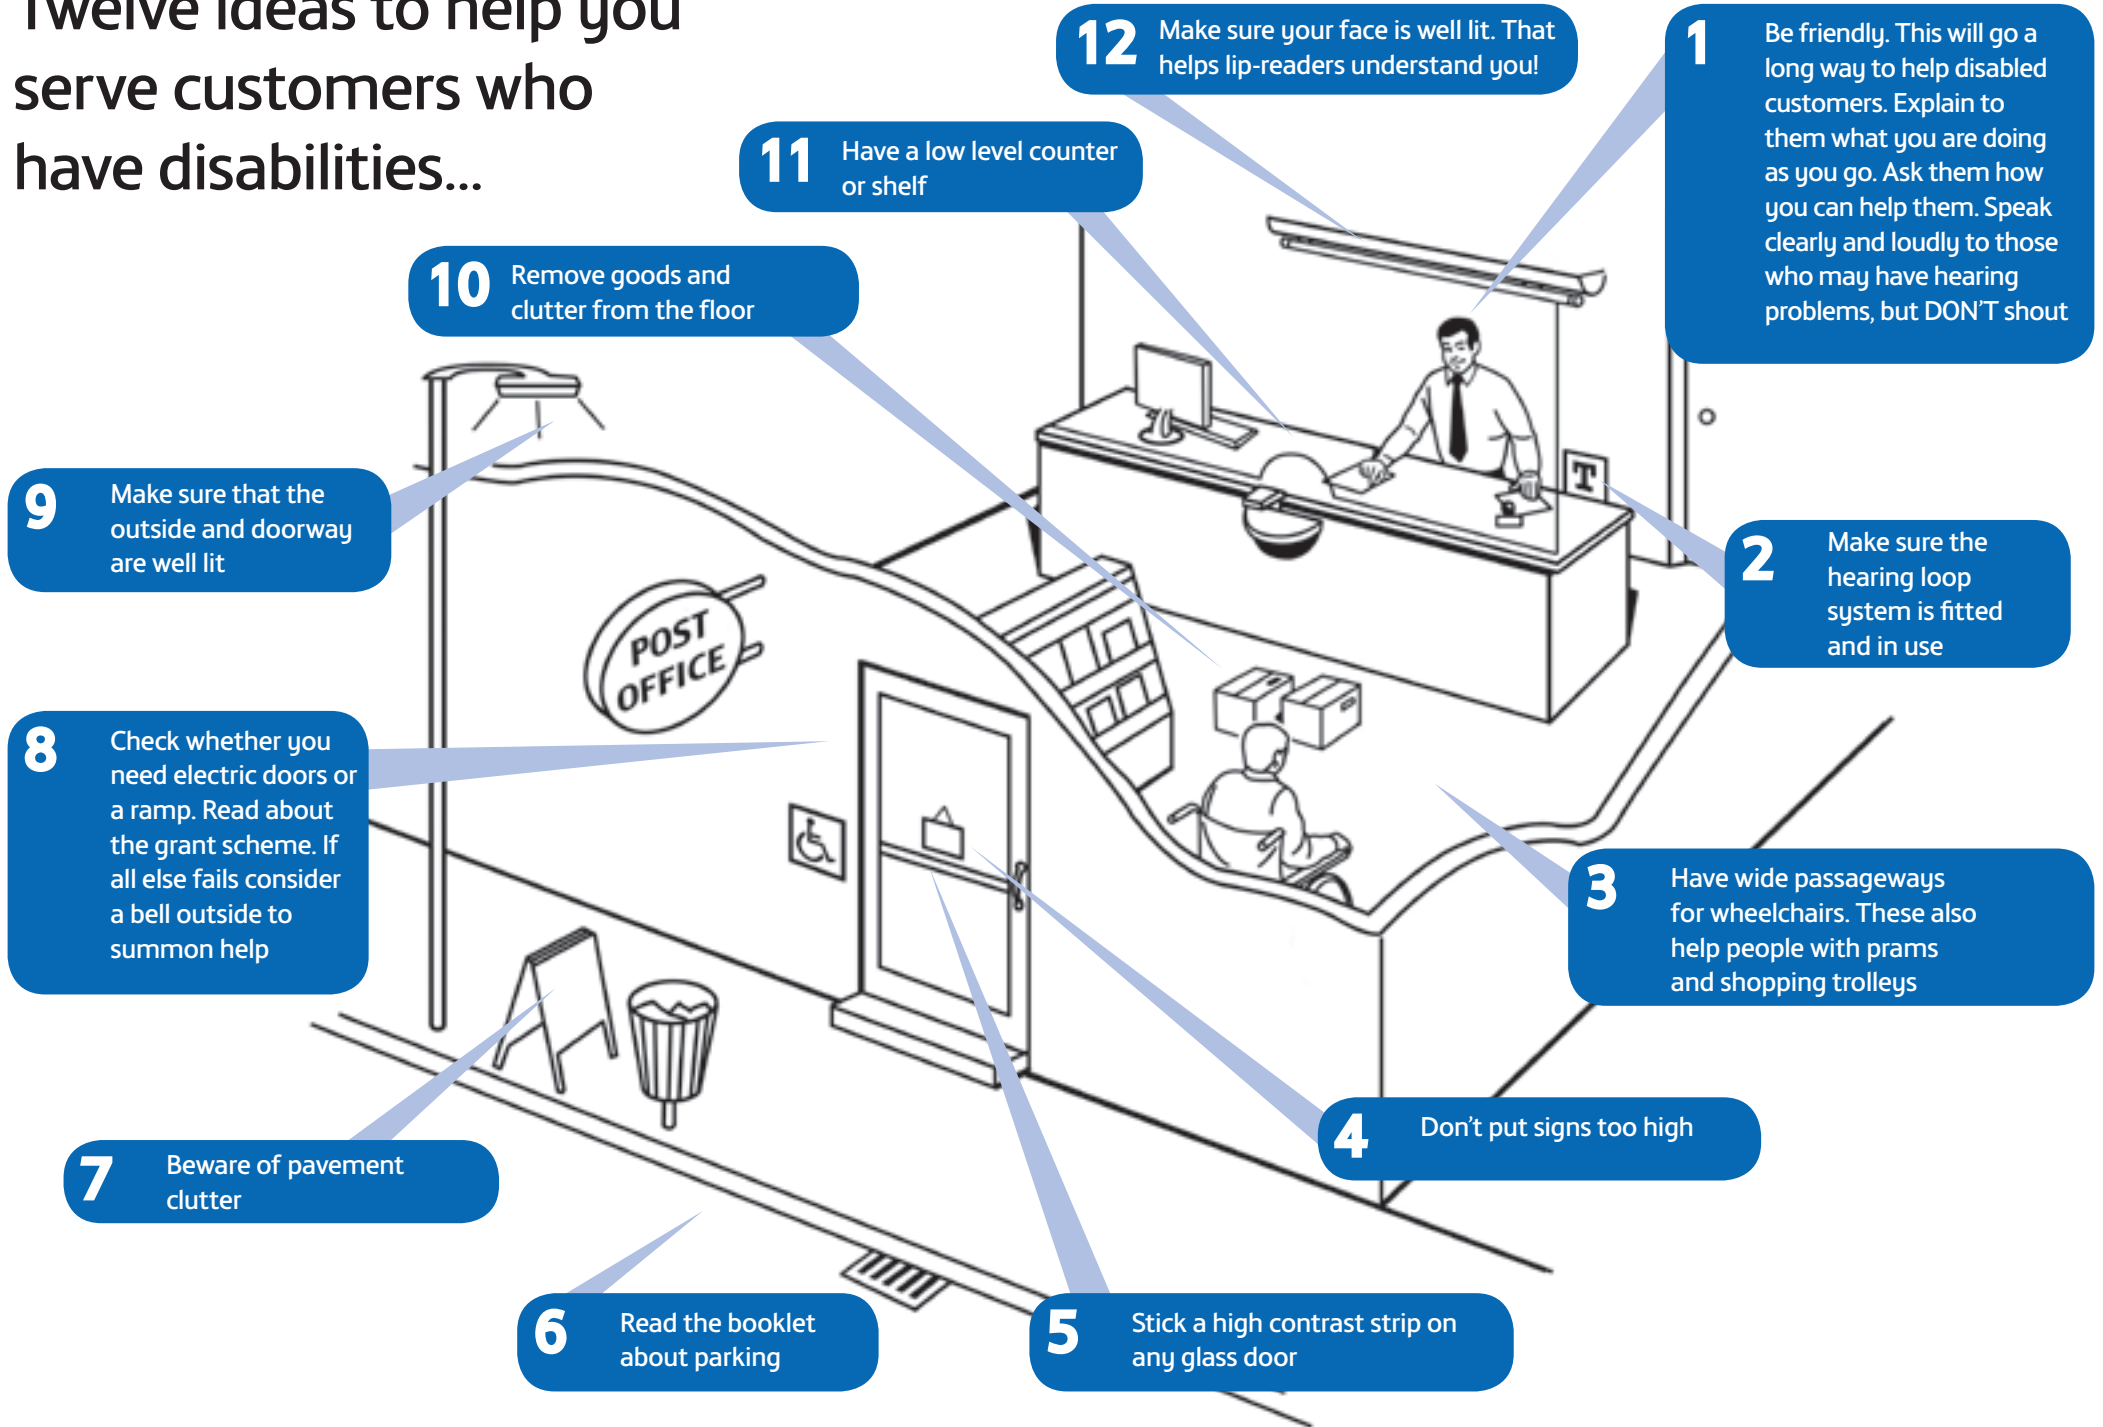 Twelve ideas to help you
serve customers who
have disabilities...
12
Make sure your face is well lit. That
helps lip-readers understand you!
1
Be friendly. This will go a
long way to help disabled
customers. Explain to
them what you are doing
as you go. Ask them how
you can help them. Speak
clearly and loudly to those
who may have hearing
problems, but DON'T shout
11
Have a low level counter
or shelf
10
Remove goods and
clutter from the floor
9
Make sure that the
outside and doorway
are well lit
T
2
Make sure the
hearing loop
system is fitted
and in use
POST
OFFICE
8
Check whether you
need electric doors or
a ramp. Read about
the grant scheme. If
all else fails consider
a bell outside to
summon help
3
Have wide passageways
for wheelchairs. These also
help people with prams
and shopping trolleys
4
Don't put signs too high
7
Beware of pavement
clutter
6
Read the booklet
about parking
5
Stick a high contrast strip on
any glass door